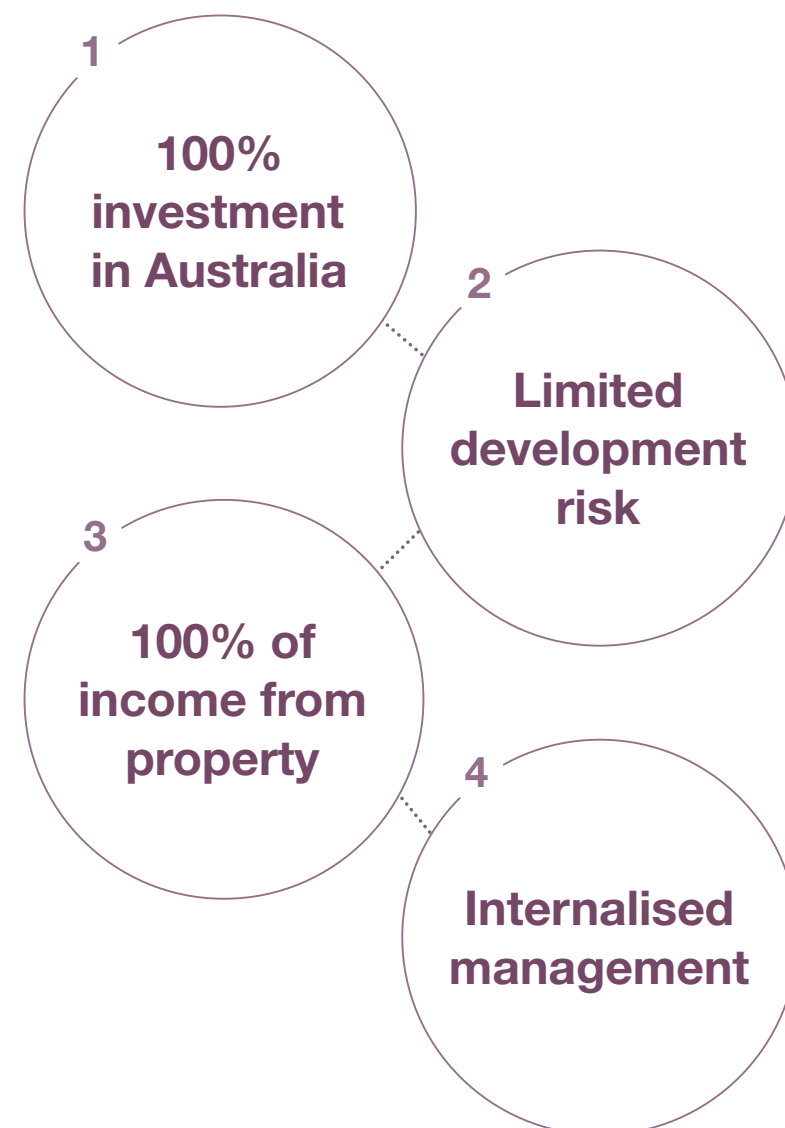 1
100%
investment
in Australia
2
Limited
development
risk
3
100% of
income from
property
4
Internalised
management